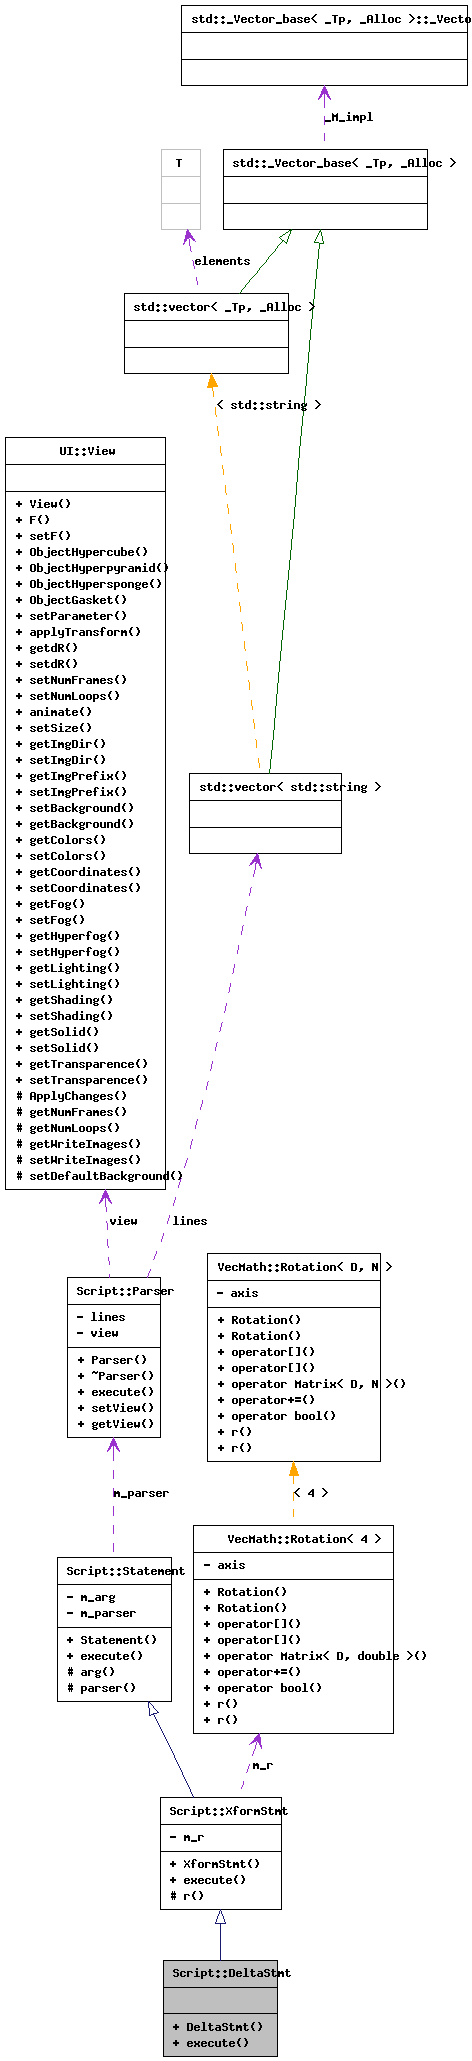 std::_Vector_base< _Tp, _Alloc >::_Vecto
_M_impl
T
std::_Vector_base< _Tp, _Alloc >
elements
std::vector< _Tp, _Alloc >
< std::string >
UI::View
+ View()
+ F()
+ setF()
+ ObjectHypercube()
+ ObjectHyperpyramid()
+ ObjectHypersponge()
+ ObjectGasket()
+ setParameter()
+ applyTransform()
+ getdR()
+ setdR()
+ setNumFrames()
+ setNumLoops()
+ animate()
+ setSize()
+ getImgDir()
+ setImgDir()
+ getImgPrefix()
+ setImgPrefix()
+ setBackground()
+ getBackground()
+ getColors()
+ setColors()
+ getCoordinates()
+ setCoordinates()
+ getFog()
+ setFog()
+ getHyperfog()
+ setHyperfog()
+ getLighting()
+ setLighting()
+ getShading()
+ setShading()
+ getSolid()
+ setSolid()
+ getTransparence()
+ setTransparence()
# ApplyChanges()
# getNumFrames()
# getNumLoops()
# getWriteImages()
# setWriteImages()
# setDefaultBackground()
std::vector< std::string >
view
lines
Script::Parser
- lines
- view
+ Parser()
+ ~Parser()
+ execute()
+ setView()
+ getView()
VecMath::Rotation< D, N >
- axis
+ Rotation()
+ Rotation()
+ operator[]()
+ operator[]()
+ operator Matrix< D, N >()
+ operator+=()
+ operator bool()
+ r()
+ r()
m_parser
< 4 >
Script::Statement
- m_arg
- m_parser
+ Statement()
+ execute()
# arg()
# parser()
VecMath::Rotation< 4 >
- axis
+ Rotation()
+ Rotation()
+ operator[]()
+ operator[]()
+ operator Matrix< D, double >()
+ operator+=()
+ operator bool()
+ r()
+ r()
m_r
Script::XformStmt
- m_r
+ XformStmt()
+ execute()
# r()
Script::DeltaStmt
+ DeltaStmt()
+ execute()